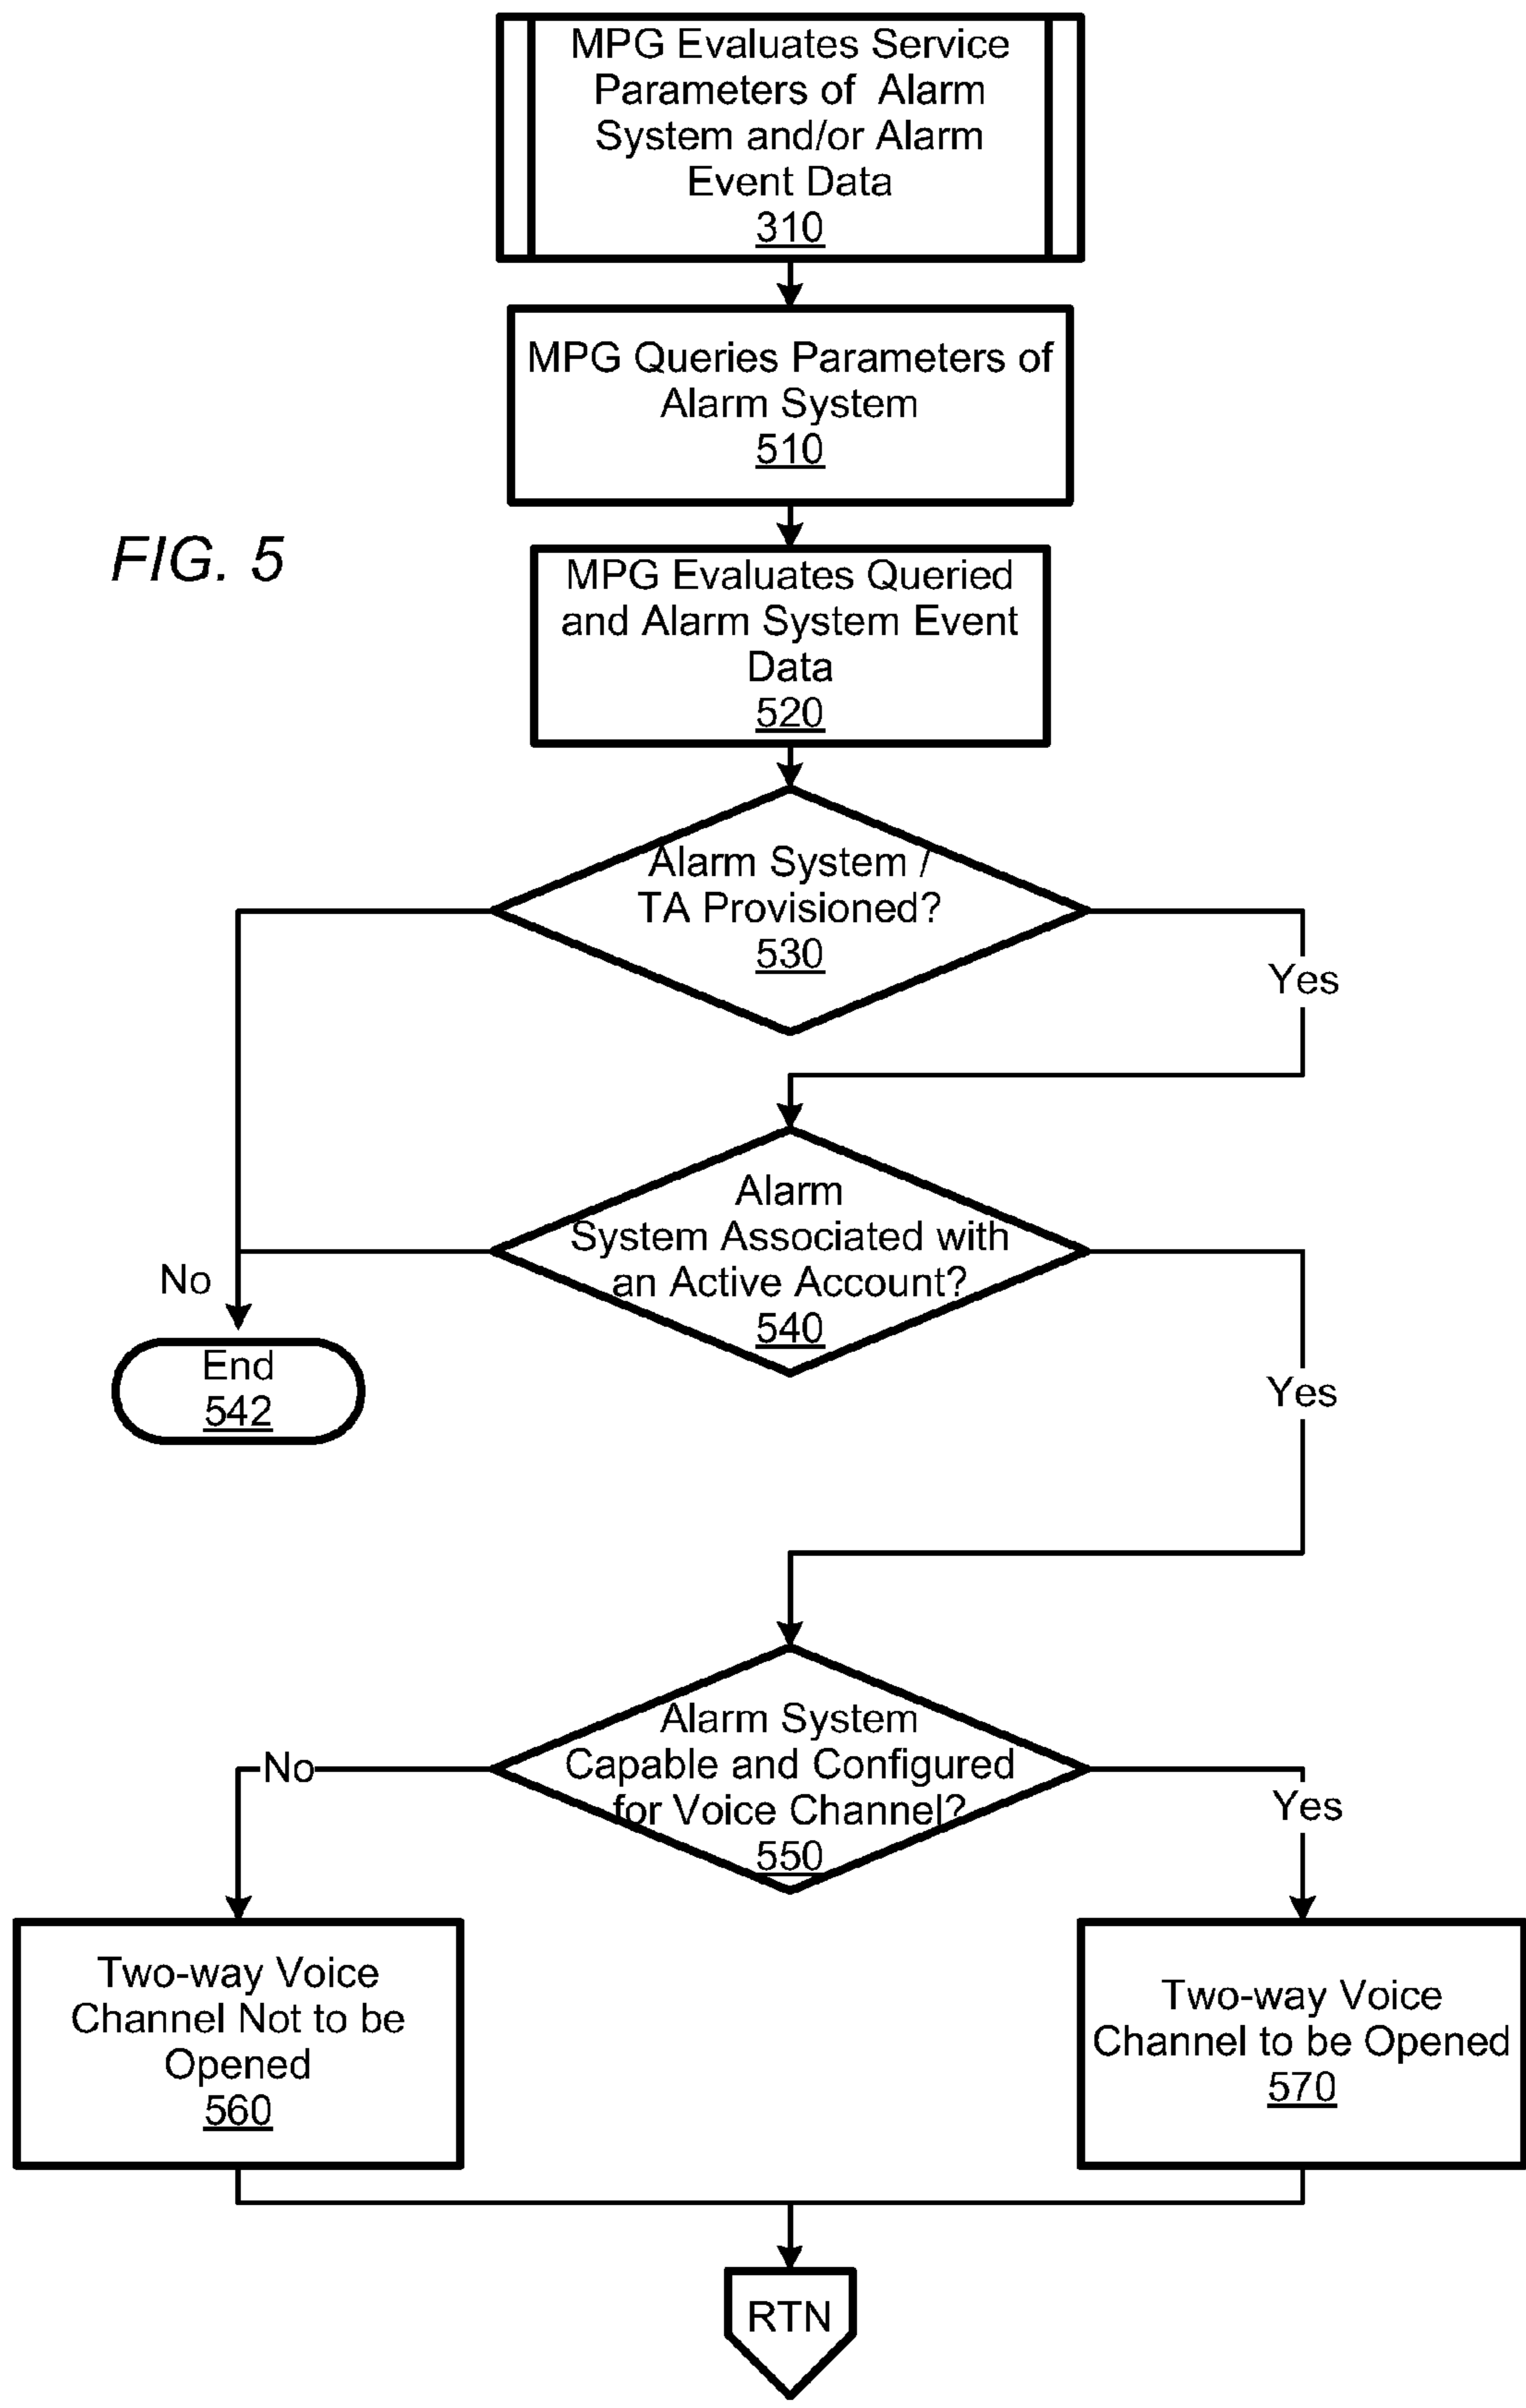 MPG Evaluates Service
Parameters of Alarm
System and/or Alarm
Event Data
310
MPG Queries Parameters of
Alarm System
510
FIG. 5
MPG Evaluates Queried
and Alarm System Event
Data
520
Alarm System /
TA Provisioned?
530
Yes
Alarm
System Associated with
an Active Account?
540
No
End
542
Yes
Alarm System
Capable and Configured
for Voice Channel?
550
No
Yes
Two-way Voice
Channel Not to be
Opened
560
Two-way Voice
Channel to be Opened
570
RTN